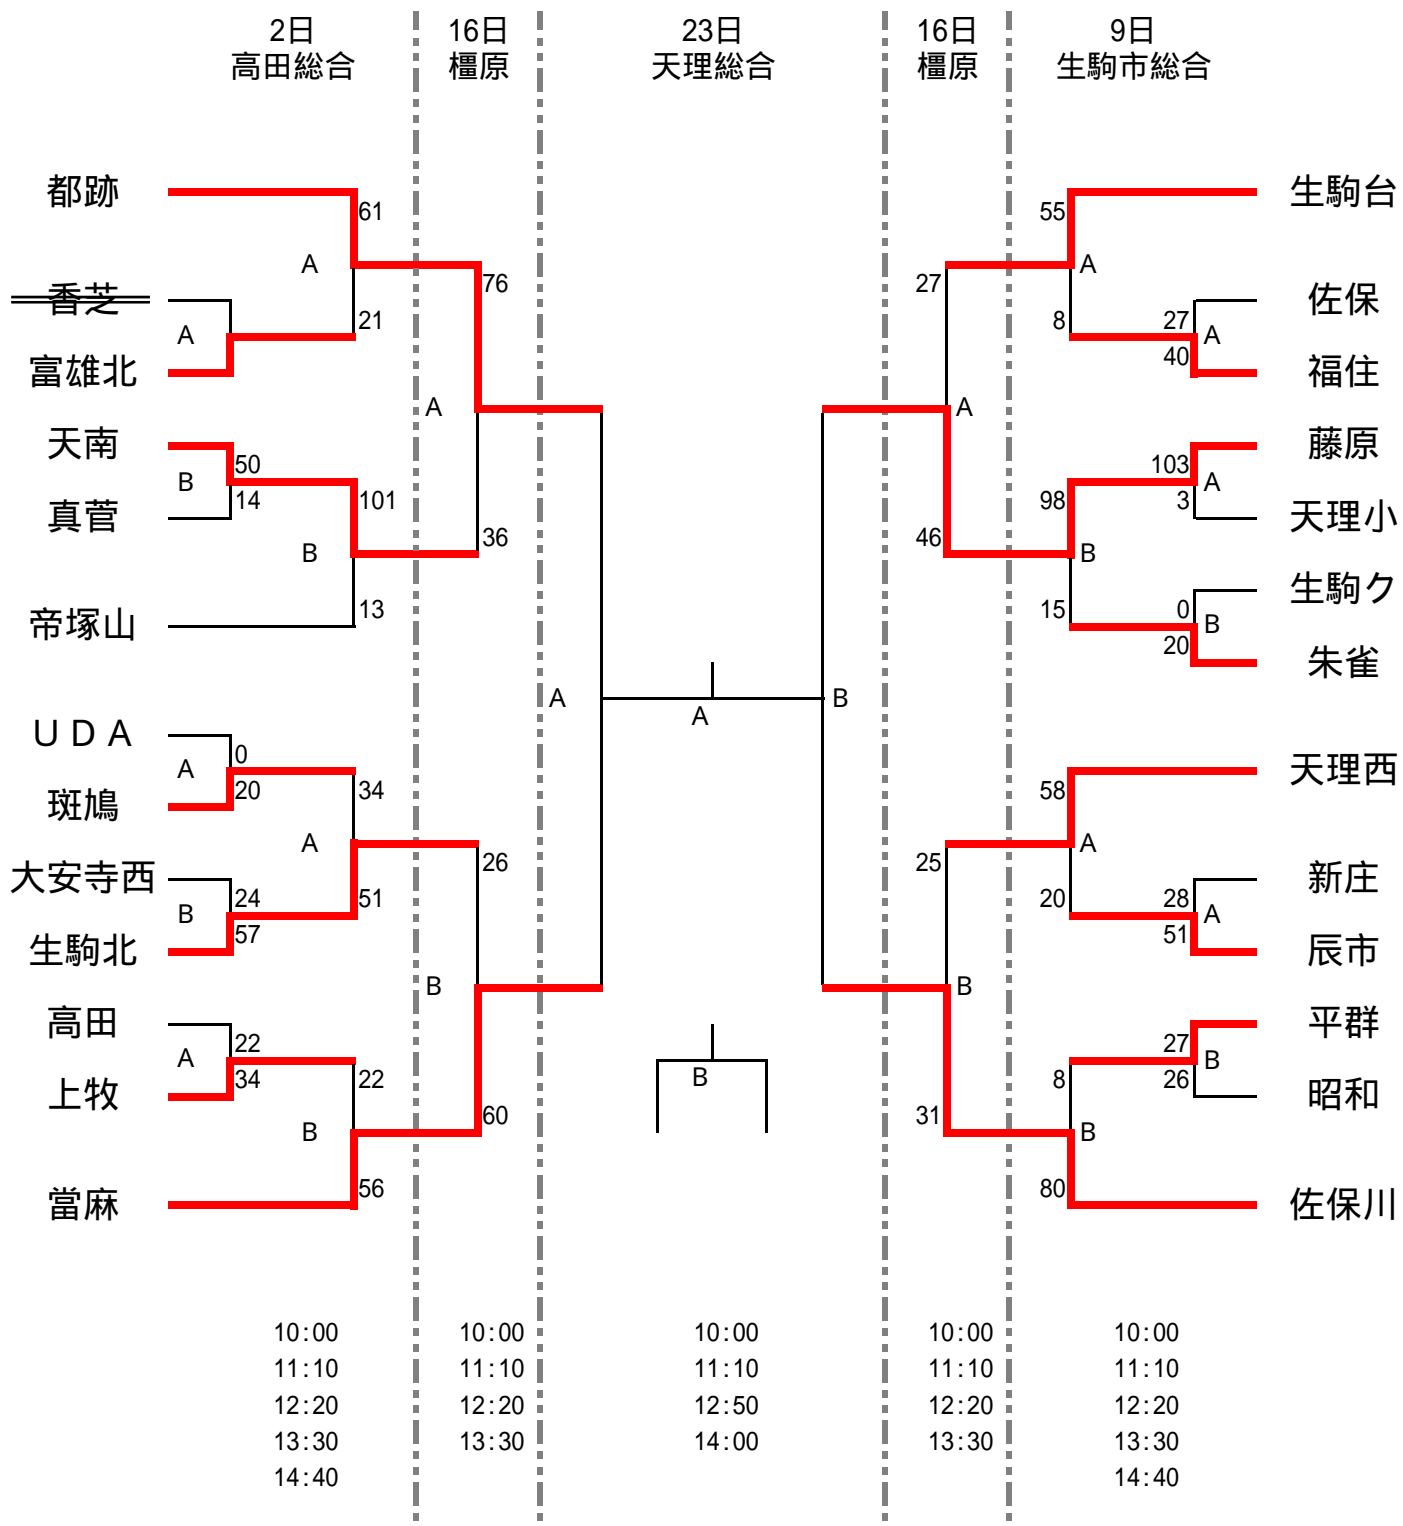 2日
16日
23日
16日
9日
高田総合
橿原
天理総合
橿原
生駒市総合
都跡
61
A
76
香芝
A
21
富雄北
A
天南
50
B
14
101
真菅
36
B
帝塚山
13
UDA
0
A
20
34
斑鳩
A
26
大安寺西
24
51
B
57
生駒北
B
高田
22
A
34
22
上牧
60
B
56
當麻
A
A
B
B
生駒台
55
A
27
佐保
8
27
A
40
福住
A
藤原
103
A
98
3
天理小
46
B
生駒ク
15
0
B
20
朱雀
天理西
58
A
25
新庄
20
28
A
51
辰市
B
平群
27
B
8
26
昭和
31
B
80
佐保川
10:00
10:00
10:00
10:00
10:00
11:10
11:10
11:10
11:10
11:10
12:20
12:20
12:50
12:20
12:20
13:30
13:30
14:00
13:30
13:30
14:40
14:40